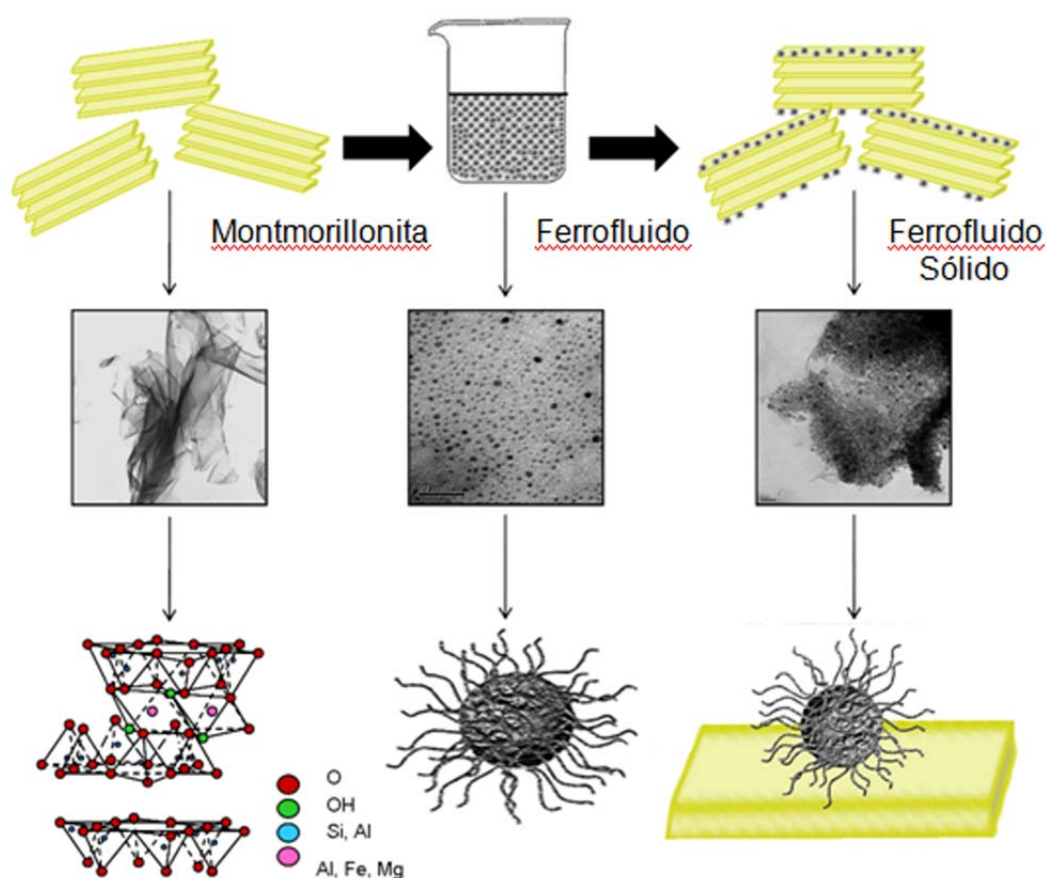 Montmorillonita
Ferrofluido
Ferrofluido
Sólido
O
OH
Si, Al
Al, Fe, Mg